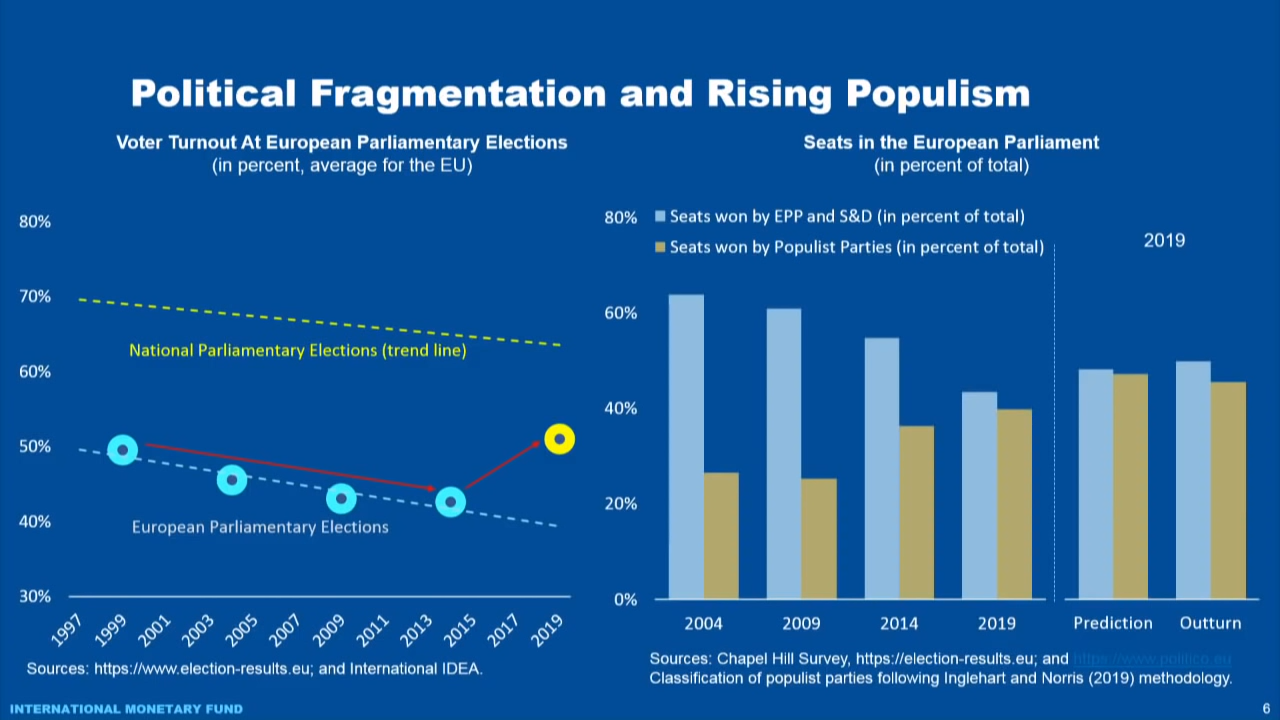 Political Fragmentation and Rising Populism
Voter Turnout At European Parliamentary Elections
(in percent, average for the EU)
80%
70%
60%
50%
40%
30%
National Parliamentary Elections (trend line)
European Parliamentary Elections
1997 1999 2001 2003 2005 2007 2009 2011 2013 2015 2017 2019
Sources: https://www.election-results.eu; and International IDEA.
Seats in the European Parliament
(in percent of total)
80%
60%
40%
20%
0%
Seats won by EPP and S&D (in percent of total)
Seats won by Populist Parties (in percent of total)
2019
2004 2009 2014 2019 Prediction Outturn
Sources: Chapel Hill Survey, https://election-results.eu; and https://www.politico.eu
Classification of populist parties following Inglehart and Norris (2019) methodology.
INTERNATIONAL MONETARY FUND
6